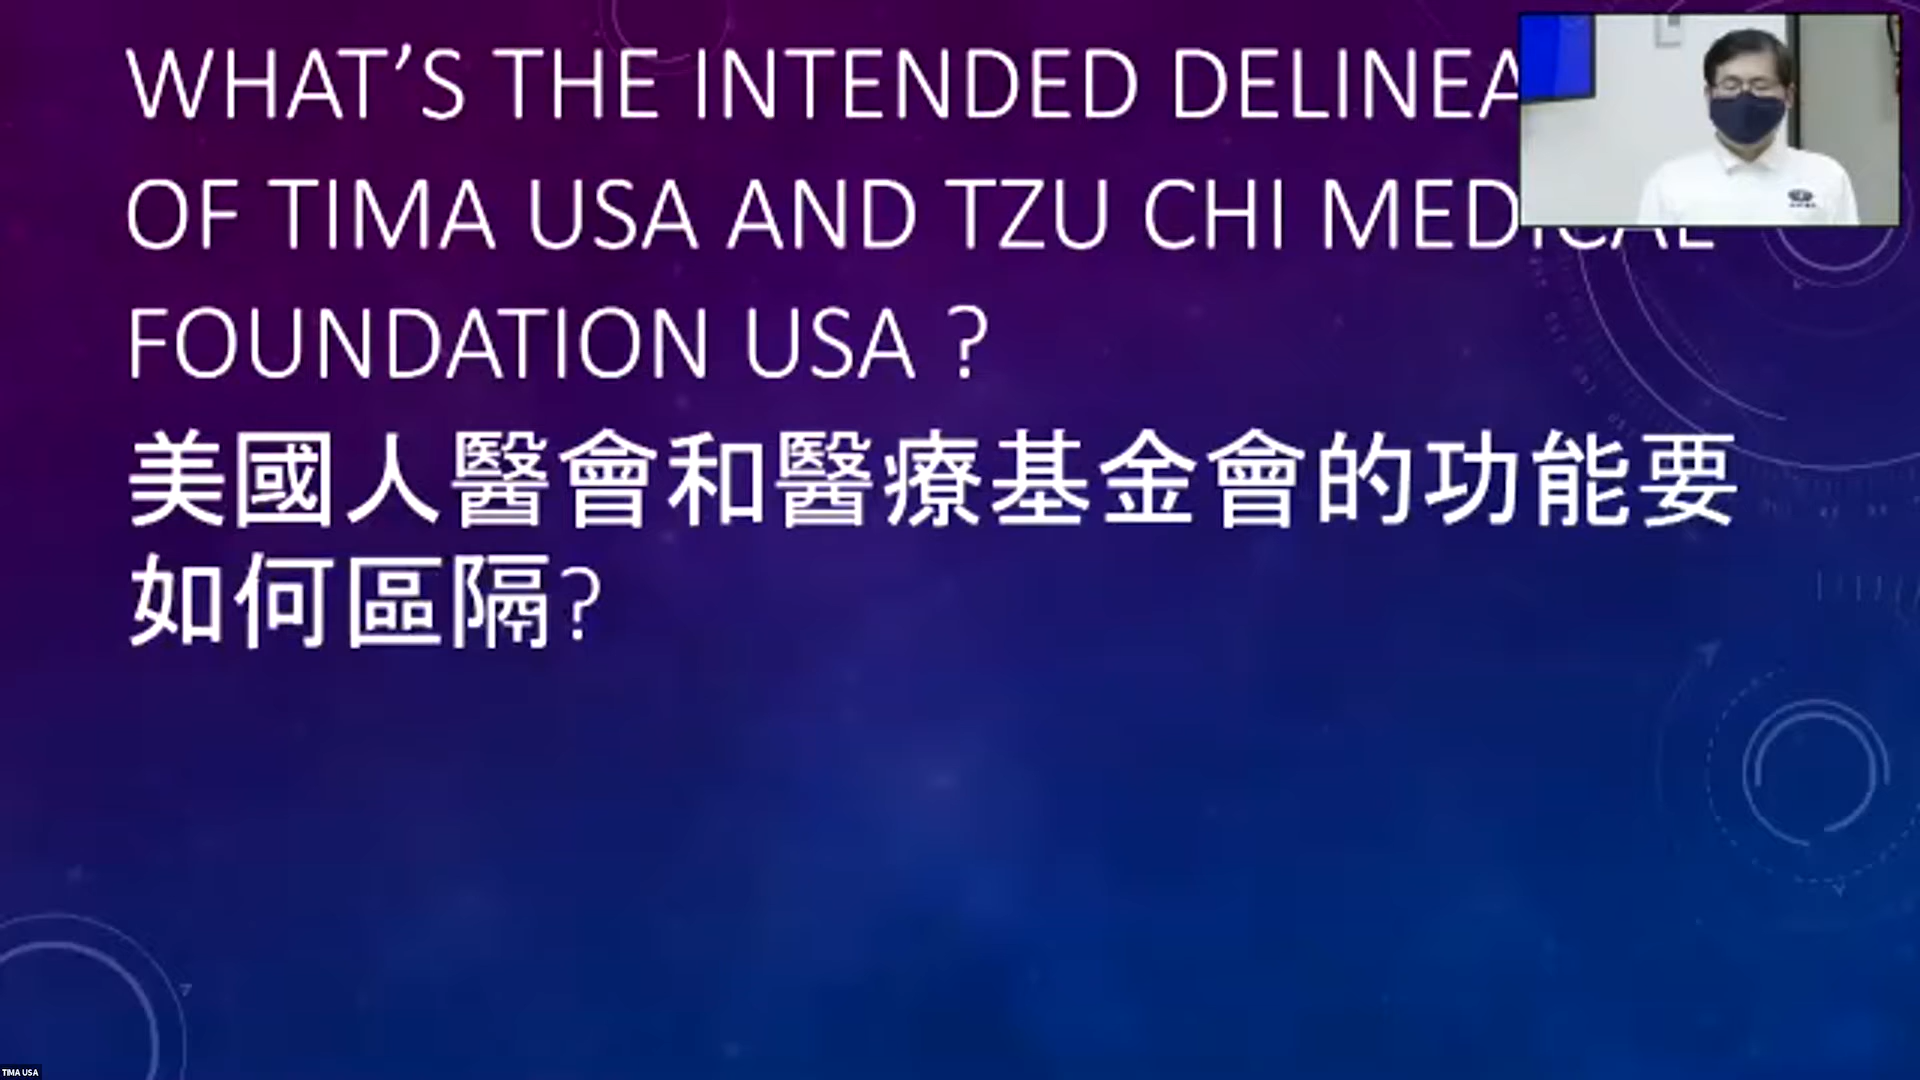 WHAT’S THE INTENDED DELINEA
OF TIMA USA AND TZU CHI MEDICAL
FOUNDATION USA ?
美國人醫會和醫療基金會的功能要
如何區隔?
TIMA USA